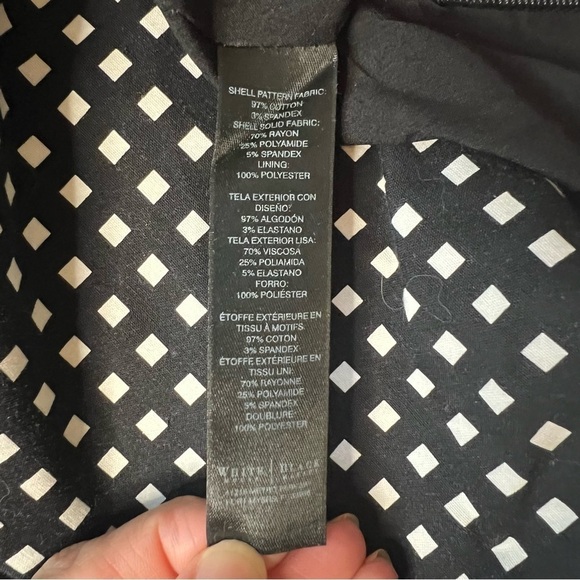 SHELL PATTERN FABRIC:
97% COTTON
3% SPANDEX
SHELL SOLID FABRIC:
70% RAYON
25% POLYAMIDE
5% SPANDEX
LINING:
100% POLYESTER
TELA EXTERIOR CON
DISEÑO:
97% ALGODÓN
3% ELASTANO
TELA EXTERIOR LISA:
70% VISCOSA
25% POLIAMIDA
5% ELASTANO
FORRO:
100% POLIÉSTER
ÉTOFFE EXTÉRIEURE EN
TISSU À MOTIFS:
97% COTON
3% SPANDEX
ÉTOFFE EXTÉRIEURE EN
TISSU UNI:
70% RAYONNE
25% POLYAMIDE
5% SPANDEX
DOUBLURE:
100% POLYESTER
WHITE BLACK